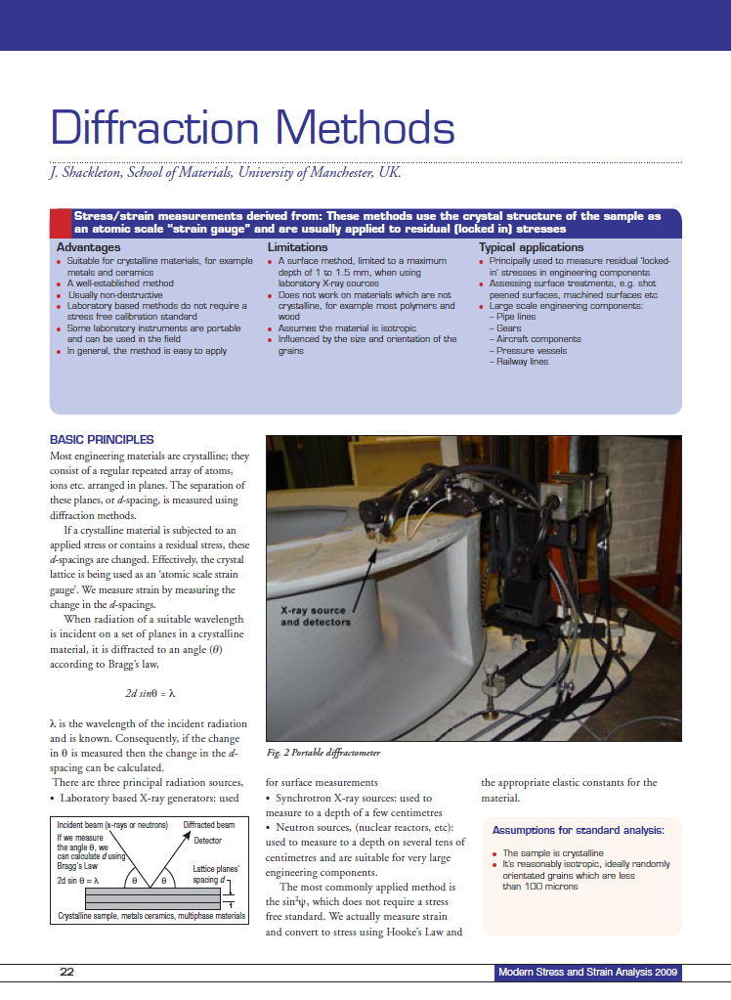 Diffraction Methods
J. Shackleton, School of Materials, University of Manchester, UK.
Stress/strain measurements derived from: These methods use the crystal structure of the sample as
an atomic scale “strain gauge” and are usually applied to residual (locked in) stresses
Advantages
• Suitable for crystalline materials, for example
metals and ceramics
• A well-established method
• Usually non-destructive
• Laboratory based methods do not require a
stress free calibration standard
• Some laboratory instruments are portable
and can be used in the field
• In general, the method is easy to apply
Limitations
• A surface method, limited to a maximum
depth of 1 to 1.5 mm, when using
laboratory X-ray sources
• Does not work on materials which are not
crystalline, for example most polymers and
wood
• Assumes the material is isotropic
• Influenced by the size and orientation of the
grains
Typical applications
• Principally used to measure residual ‘locked-
in’ stresses in engineering components
• Assessing surface treatments, e.g. shot
peened surfaces, machined surfaces etc
• Large scale engineering components:
– Pipe lines
– Gears
– Aircraft components
– Pressure vessels
– Railway lines
BASIC PRINCIPLES
Most engineering materials are crystalline; they
consist of a regular repeated array of atoms,
ions etc. arranged in planes. The separation of
these planes, or d-spacing, is measured using
diffraction methods.
If a crystalline material is subjected to an
applied stress or contains a residual stress, these
d-spacings are changed. Effectively, the crystal
lattice is being used as an ‘atomic scale strain
gauge’. We measure strain by measuring the
change in the d-spacings.
When radiation of a suitable wavelength
is incident on a set of planes in a crystalline
material, it is diffracted to an angle (θ)
according to Bragg’s law,
2d sinθ = λ
λ is the wavelength of the incident radiation
and is known. Consequently, if the change
in θ is measured then the change in the d-
spacing can be calculated.
There are three principal radiation sources,
• Laboratory based X-ray generators: used
Incident beam (x-rays or neutrons)
Diffracted beam
If we measure
the angle θ, we
can calculate d using
Bragg’s Law
2d sin θ = λ
Detector
Lattice planes’
spacing d
θ
θ
Crystalline sample, metals ceramics, multiphase materials
X-ray source
and detectors
Fig. 2 Portable diffractometer
for surface measurements
• Synchrotron X-ray sources: used to
measure to a depth of a few centimetres
• Neutron sources, (nuclear reactors, etc):
used to measure to a depth on several tens of
centimetres and are suitable for very large
engineering components.
The most commonly applied method is
the sin²ψ, which does not require a stress
free standard. We actually measure strain
and convert to stress using Hooke’s Law and
the appropriate elastic constants for the
material.
Assumptions for standard analysis:
• The sample is crystalline
• It’s reasonably isotropic, ideally randomly
orientated grains which are less
than 100 microns
22
Modern Stress and Strain Analysis 2009